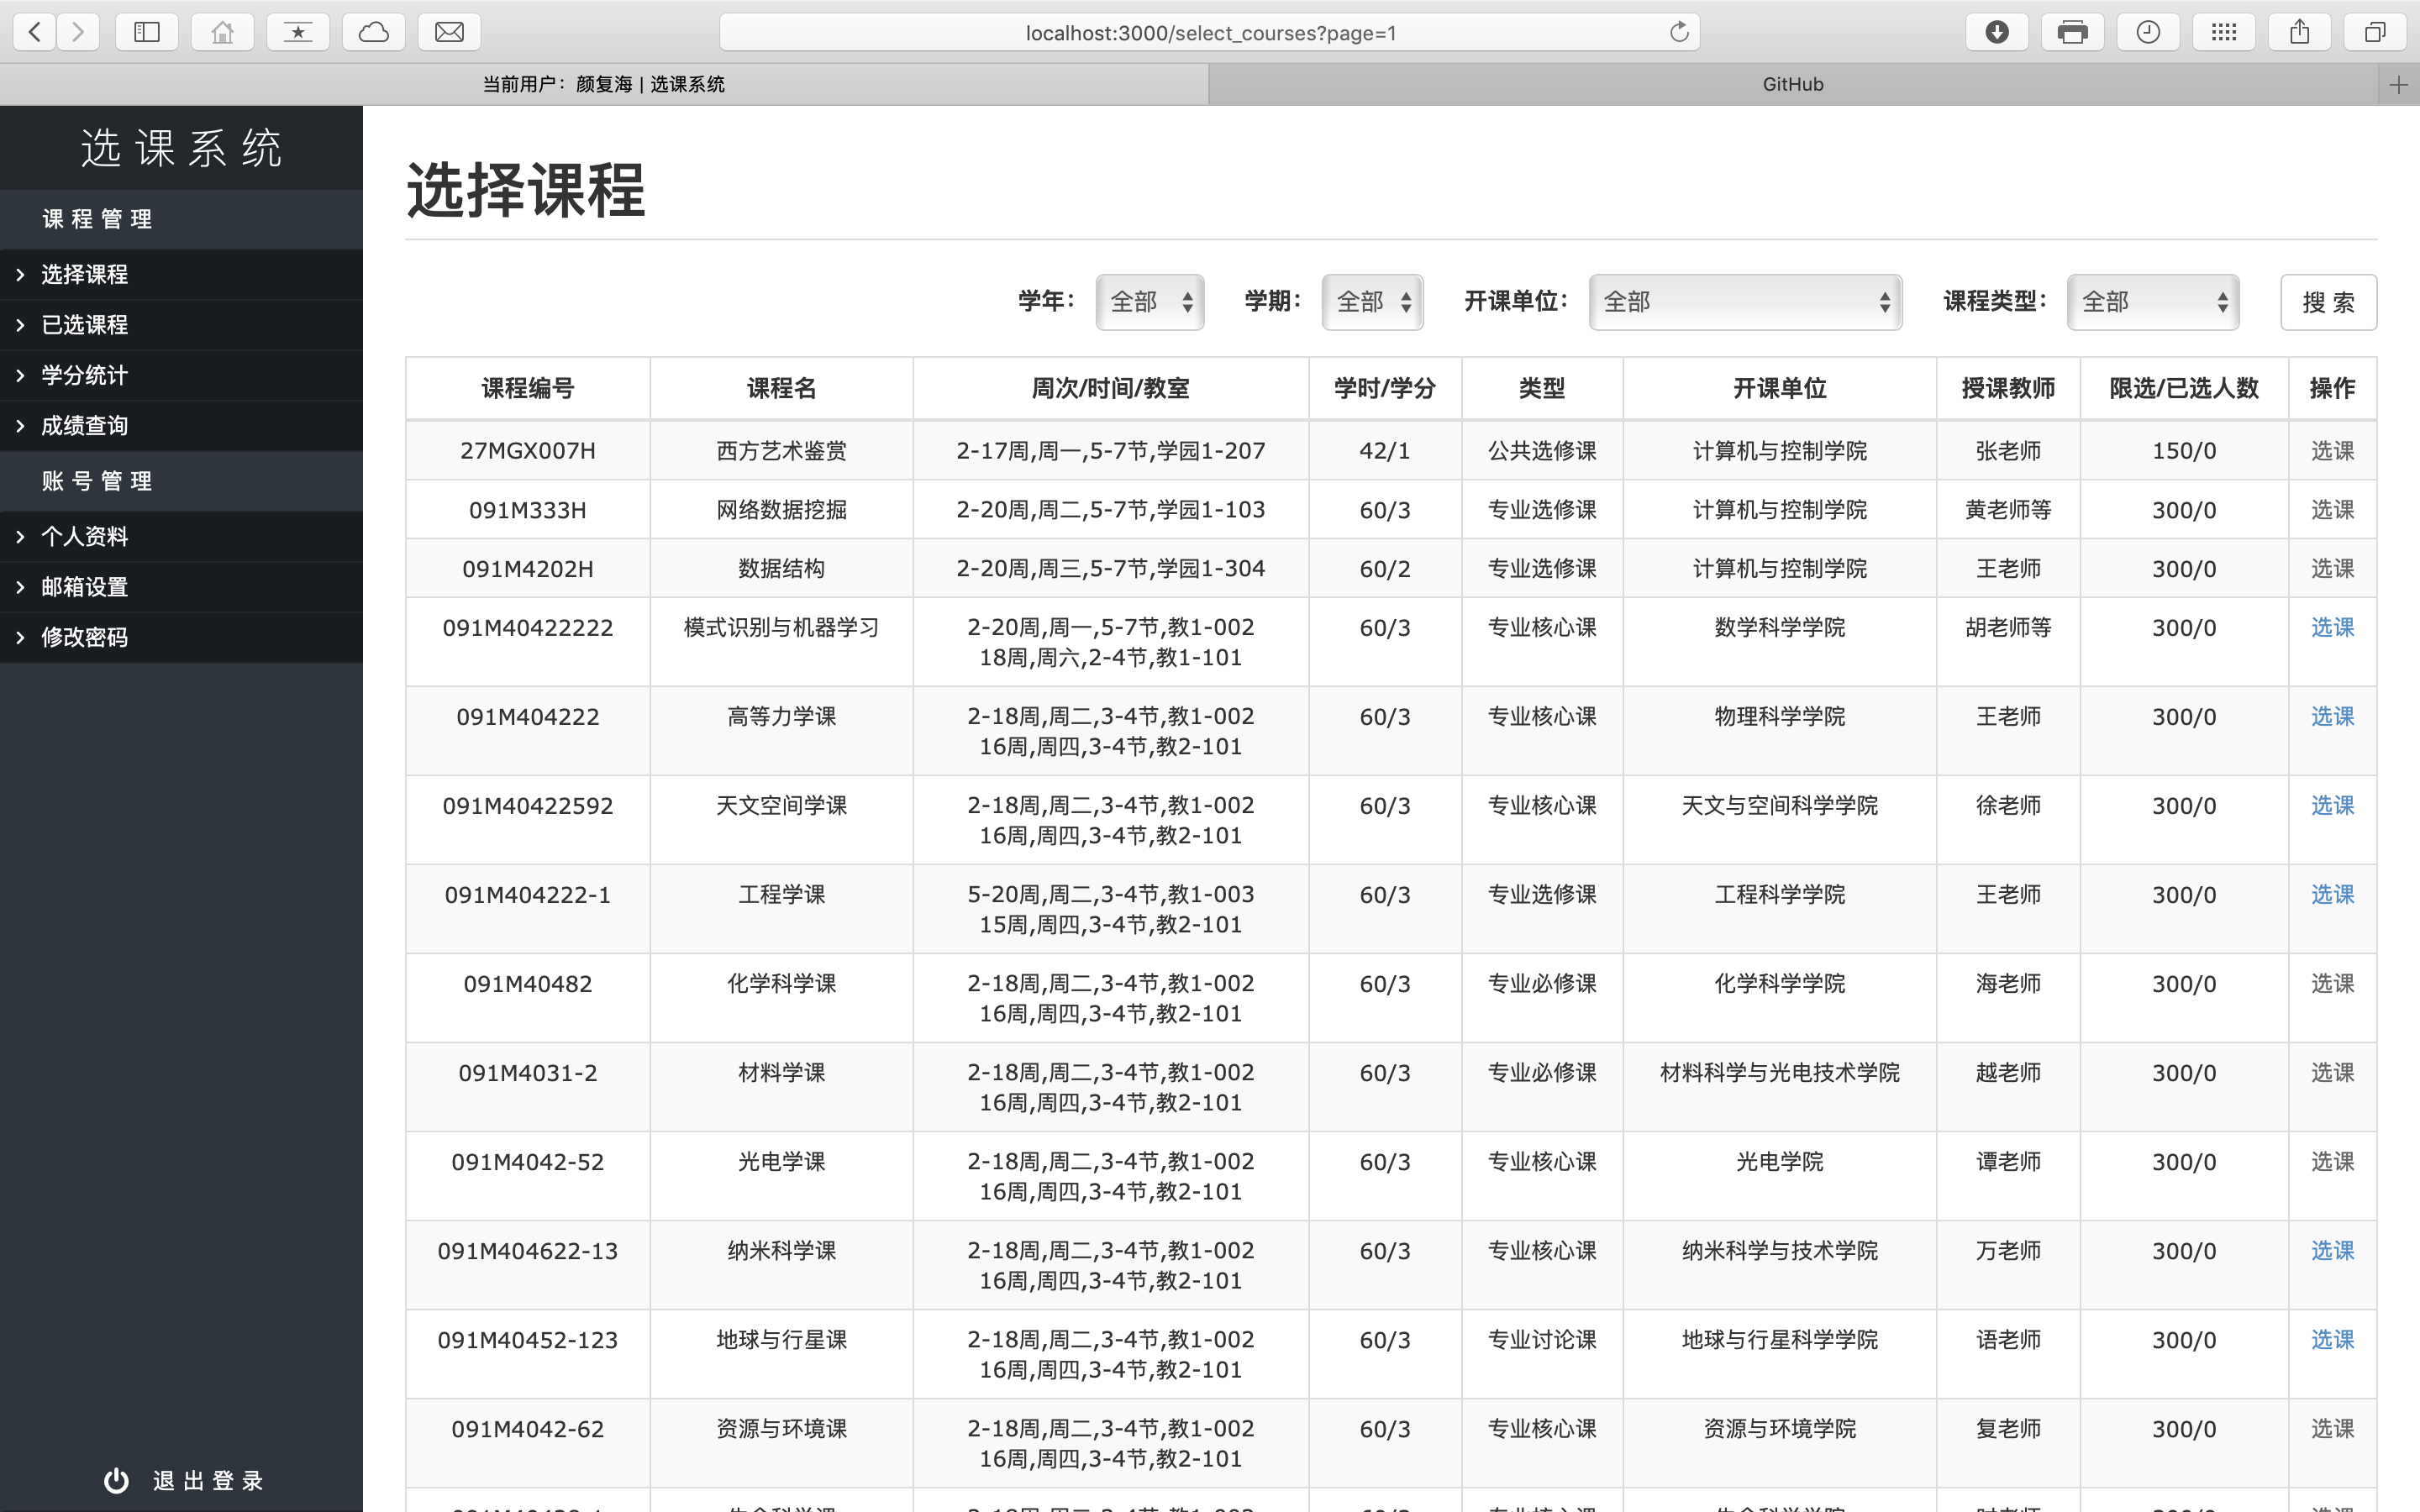 localhost:3000/select_courses?page=1
当前用户：颜复海 | 选课系统
GitHub
选课系统
课程管理
选择课程
已选课程
学分统计
成绩查询
账号管理
个人资料
邮箱设置
修改密码
退出登录
选择课程
学年： 全部 学期： 全部 开课单位： 全部 课程类型： 全部 搜 索
课程编号 课程名 周次/时间/教室 学时/学分 类型 开课单位 授课教师 限选/已选人数 操作
27MGX007H 西方艺术鉴赏 2-17周,周一,5-7节,学园1-207 42/1 公共选修课 计算机与控制学院 张老师 150/0 选课
091M333H 网络数据挖掘 2-20周,周二,5-7节,学园1-103 60/3 专业选修课 计算机与控制学院 黄老师等 300/0 选课
091M4202H 数据结构 2-20周,周三,5-7节,学园1-304 60/2 专业选修课 计算机与控制学院 王老师 300/0 选课
091M40422222 模式识别与机器学习 2-20周,周一,5-7节,教1-002 60/3 专业核心课 数学科学学院 胡老师等 300/0 选课
18周,周六,2-4节,教1-101
091M404222 高等力学课 2-18周,周二,3-4节,教1-002 60/3 专业核心课 物理科学学院 王老师 300/0 选课
16周,周四,3-4节,教2-101
091M40422592 天文空间学课 2-18周,周二,3-4节,教1-002 60/3 专业核心课 天文与空间科学学院 徐老师 300/0 选课
16周,周四,3-4节,教2-101
091M404222-1 工程学课 5-20周,周二,3-4节,教1-003 60/3 专业选修课 工程科学学院 王老师 300/0 选课
15周,周四,3-4节,教2-101
091M40482 化学科学课 2-18周,周二,3-4节,教1-002 60/3 专业必修课 化学科学学院 海老师 300/0 选课
16周,周四,3-4节,教2-101
091M4031-2 材料学课 2-18周,周二,3-4节,教1-002 60/3 专业必修课 材料科学与光电技术学院 越老师 300/0 选课
16周,周四,3-4节,教2-101
091M4042-52 光电学课 2-18周,周二,3-4节,教1-002 60/3 专业核心课 光电学院 谭老师 300/0 选课
16周,周四,3-4节,教2-101
091M404622-13 纳米科学课 2-18周,周二,3-4节,教1-002 60/3 专业核心课 纳米科学与技术学院 万老师 300/0 选课
16周,周四,3-4节,教2-101
091M40452-123 地球与行星课 2-18周,周二,3-4节,教1-002 60/3 专业讨论课 地球与行星科学学院 语老师 300/0 选课
16周,周四,3-4节,教2-101
091M4042-62 资源与环境课 2-18周,周二,3-4节,教1-002 60/3 专业核心课 资源与环境学院 复老师 300/0 选课
16周,周四,3-4节,教2-101